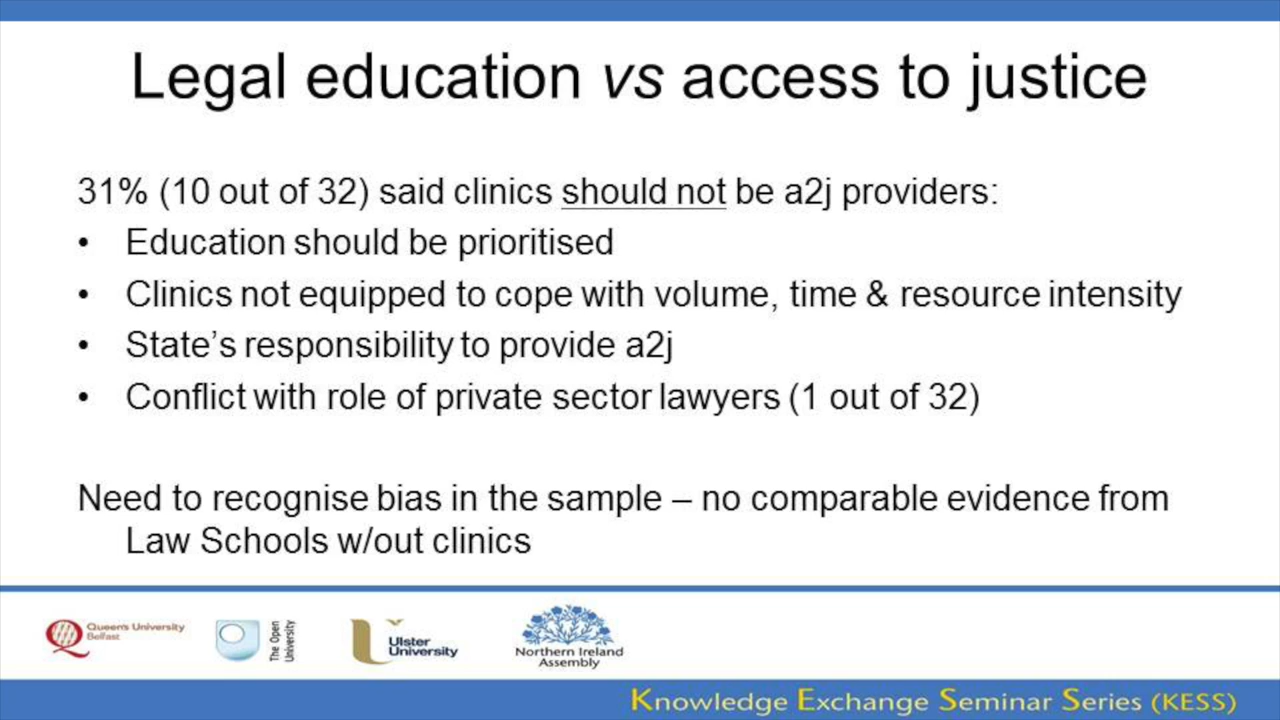 Legal education vs access to justice
31% (10 out of 32) said clinics should not be a2j providers:
• Education should be prioritised
• Clinics not equipped to cope with volume, time & resource intensity
• State's responsibility to provide a2j
• Conflict with role of private sector lawyers (1 out of 32)
Need to recognise bias in the sample – no comparable evidence from
Law Schools w/out clinics
Queen's University
Belfast
The Open
University
Ulster
University
Northern Ireland
Assembly
Knowledge Exchange Seminar Series (KESS)